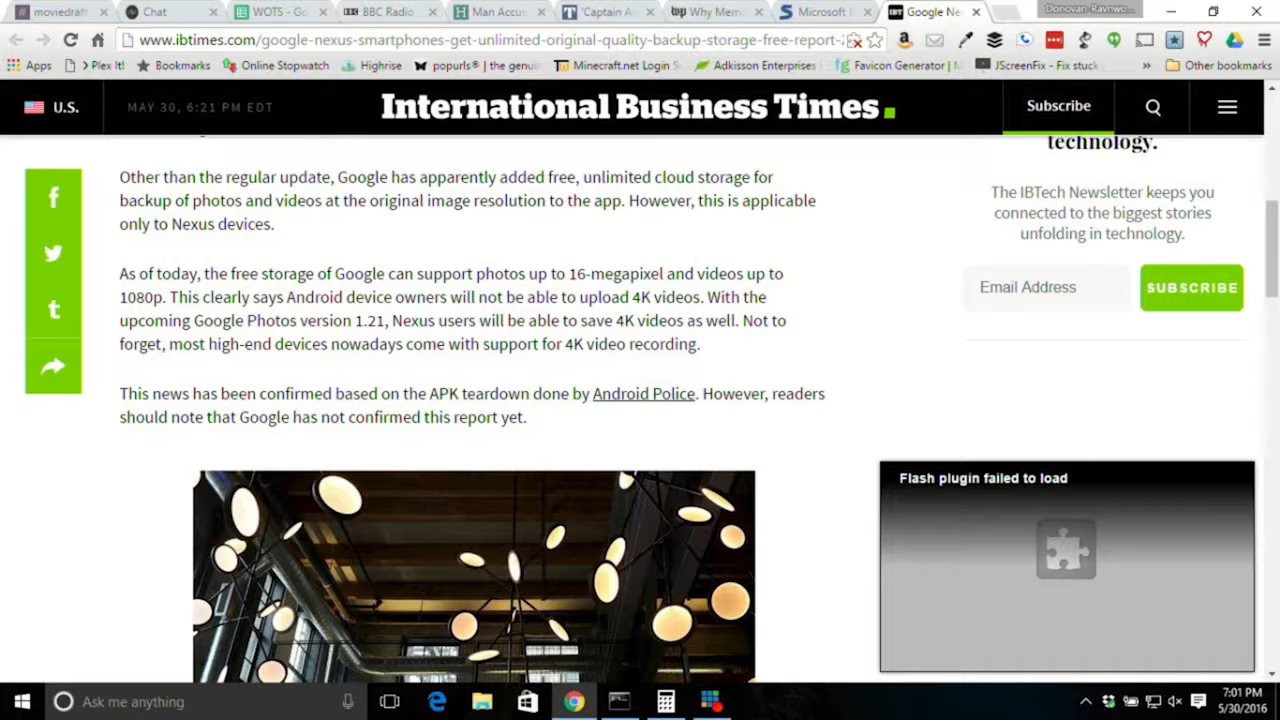 moviedraft
Chat
WOTS - Go
BBC Radio
Man Accus
'Captain A
Why Mem
Microsoft
Google Ne
Donovan-Ravnwo...
www.ibtimes.com/google-nexus-smartphones-get-unlimited-original-quality-backup-storage-free-report-2
Apps
> Plex It!
Bookmarks
Online Stopwatch
Highrise
popurls® | the genuin
Minecraft.net Login S
Adkisson Enterprises
Favicon Generator |
JScreenFix - Fix stuck
»
Other bookmarks
U.S.
MAY 30, 6:21 PM EDT
International Business Times.
Subscribe
technology.
Other than the regular update, Google has apparently added free, unlimited cloud storage for
backup of photos and videos at the original image resolution to the app. However, this is applicable
only to Nexus devices.
The IBTech Newsletter keeps you
connected to the biggest stories
unfolding in technology.
As of today, the free storage of Google can support photos up to 16-megapixel and videos up to
1080p. This clearly says Android device owners will not be able to upload 4K videos. With the
upcoming Google Photos version 1.21, Nexus users will be able to save 4K videos as well. Not to
forget, most high-end devices nowadays come with support for 4K video recording.
Email Address
SUBSCRIBE
This news has been confirmed based on the APK teardown done by Android Police. However, readers
should note that Google has not confirmed this report yet.
Flash plugin failed to load
Ask me anything
7:01 PM
5/30/2016